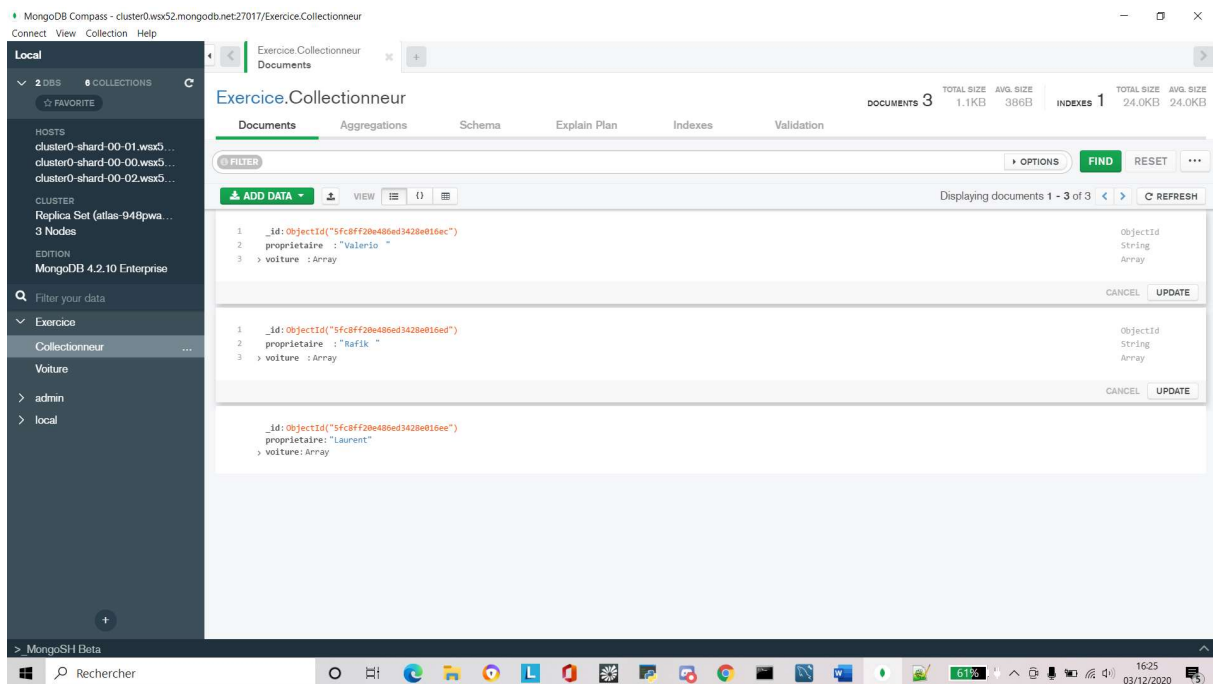 MongoDB Compass - cluster0.wsx52.mongodb.net:27017/Exercice.Collectionneur
Connect View Collection Help
Local
2 DBS 6 COLLECTIONS
☆ FAVORITE
HOSTS
cluster0-shard-00-01.wsx5...
cluster0-shard-00-00.wsx5...
cluster0-shard-00-02.wsx5...
CLUSTER
Replica Set (atlas-948pwa...
3 Nodes
EDITION
MongoDB 4.2.10 Enterprise
Filter your data
Exercice
Collectionneur ...
Voiture
admin
local
Exercice.Collectionneur
Documents
Exercice.Collectionneur
DOCUMENTS 3 TOTAL SIZE 1.1KB AVG. SIZE 386B INDEXES 1 TOTAL SIZE 24.0KB AVG. SIZE 24.0KB
Documents Aggregations Schema Explain Plan Indexes Validation
FILTER OPTIONS FIND RESET ...
ADD DATA VIEW {} Displaying documents 1 - 3 of 3 < > REFRESH
1 _id:ObjectId("5fc8ff20e486ed3428e016ec") ObjectId
2 proprietaire :"Valerio " String
3 > voiture :Array Array
CANCEL UPDATE
1 _id:ObjectId("5fc8ff20e486ed3428e016ed") ObjectId
2 proprietaire :"Rafik " String
3 > voiture :Array Array
CANCEL UPDATE
_id:ObjectId("5fc8ff20e486ed3428e016ee")
proprietaire:"Laurent"
> voiture:Array
>_MongoSH Beta
Rechercher
61%
16:25
03/12/2020